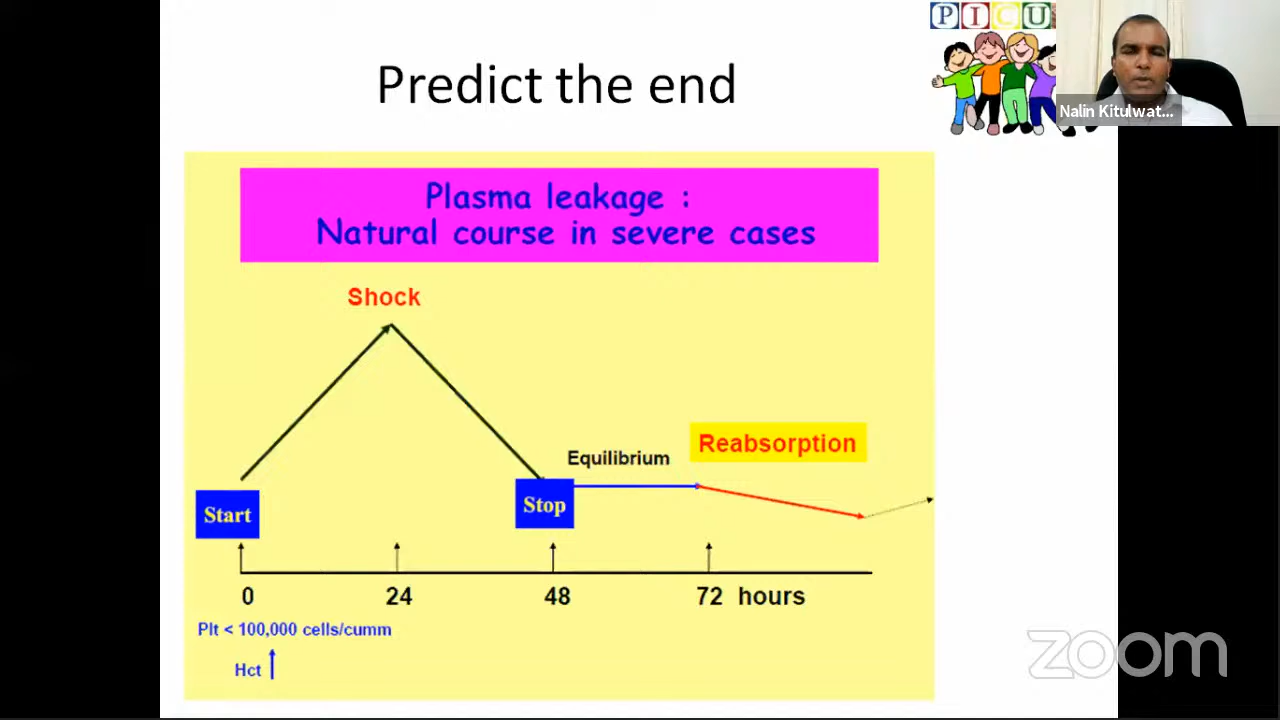 PICU
Nalin Kitulwat...
Predict the end
Plasma leakage :
Natural course in severe cases
Shock
Equilibrium
Reabsorption
Start
Stop
0 24 48 72 hours
Plt < 100,000 cells/cumm
Hct
zoom